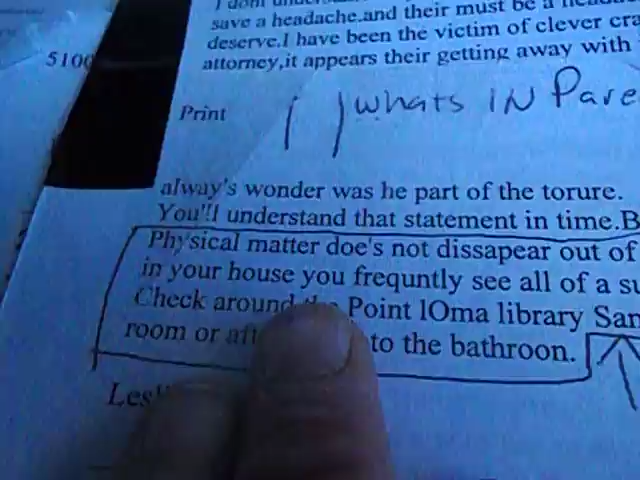 save a headache.and their must be a
deserve.I have been the victim of clever
attorney,it appears their getting away with
5100
Print ( ) whats IN
alway's wonder was he part of the torure.
You'll understand that statement in time.B
Physical matter doe's not dissapear out of
in your house you frequntly see all of a su
Check around the Point lOma library San
room or to the bathroom.